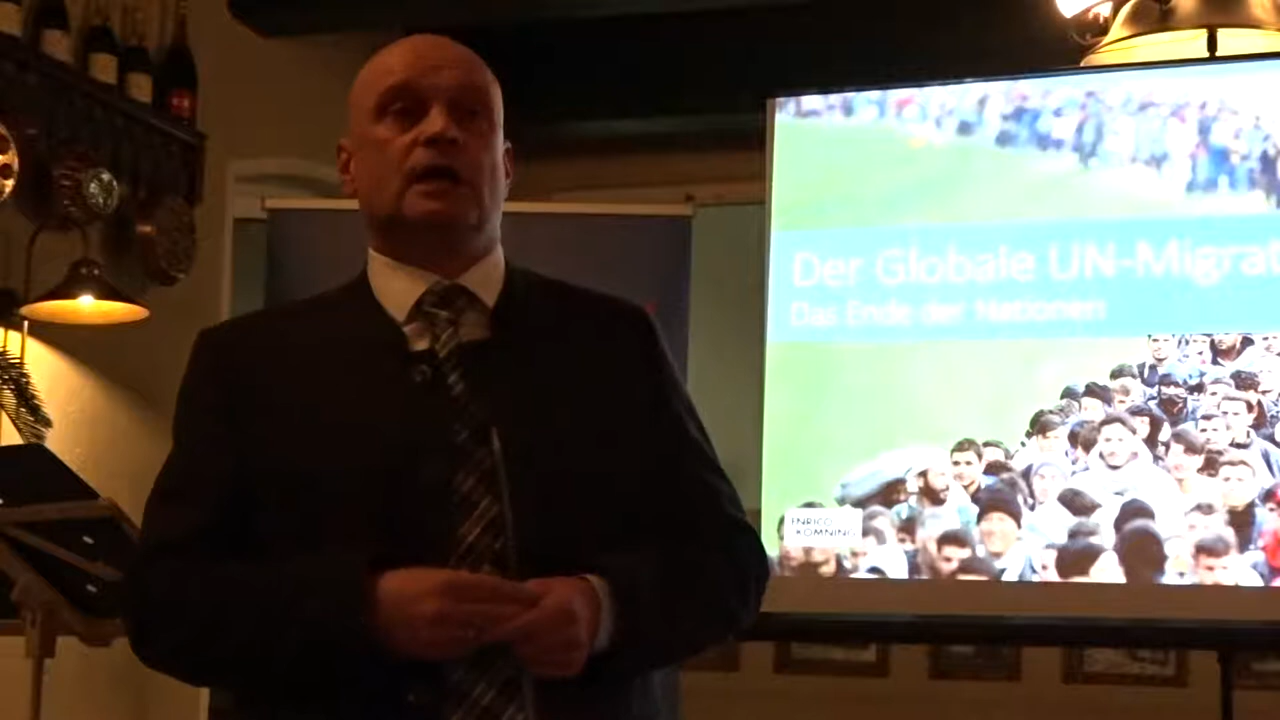 Der Globale UN-Migrat
Das Ende der Nationen
ENRICO
KOMNING